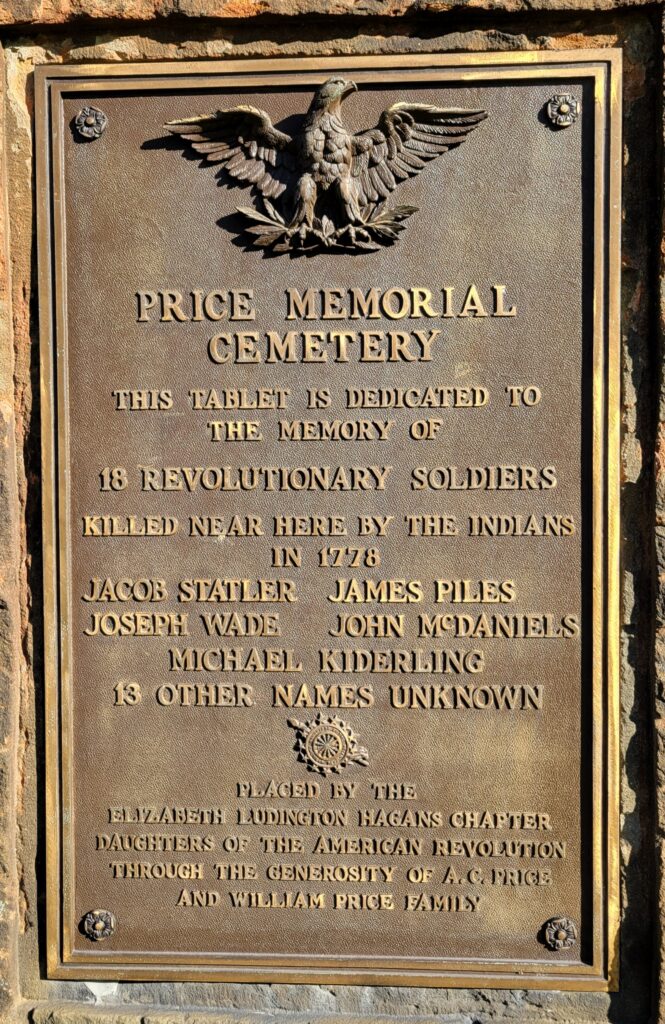 PRICE MEMORIAL
CEMETERY
THIS TABLET IS DEDICATED TO
THE MEMORY OF
18 REVOLUTIONARY SOLDIERS
KILLED NEAR HERE BY THE INDIANS
IN 1778
JACOB STATLER JAMES PILES
JOSEPH WADE JOHN McDANIELS
MICHAEL KIDERLING
13 OTHER NAMES UNKNOWN
PLACED BY THE
ELIZABETH LUDINGTON HAGANS CHAPTER
DAUGHTERS OF THE AMERICAN REVOLUTION
THROUGH THE GENEROSITY OF A. C. PRICE
AND WILLIAM PRICE FAMILY